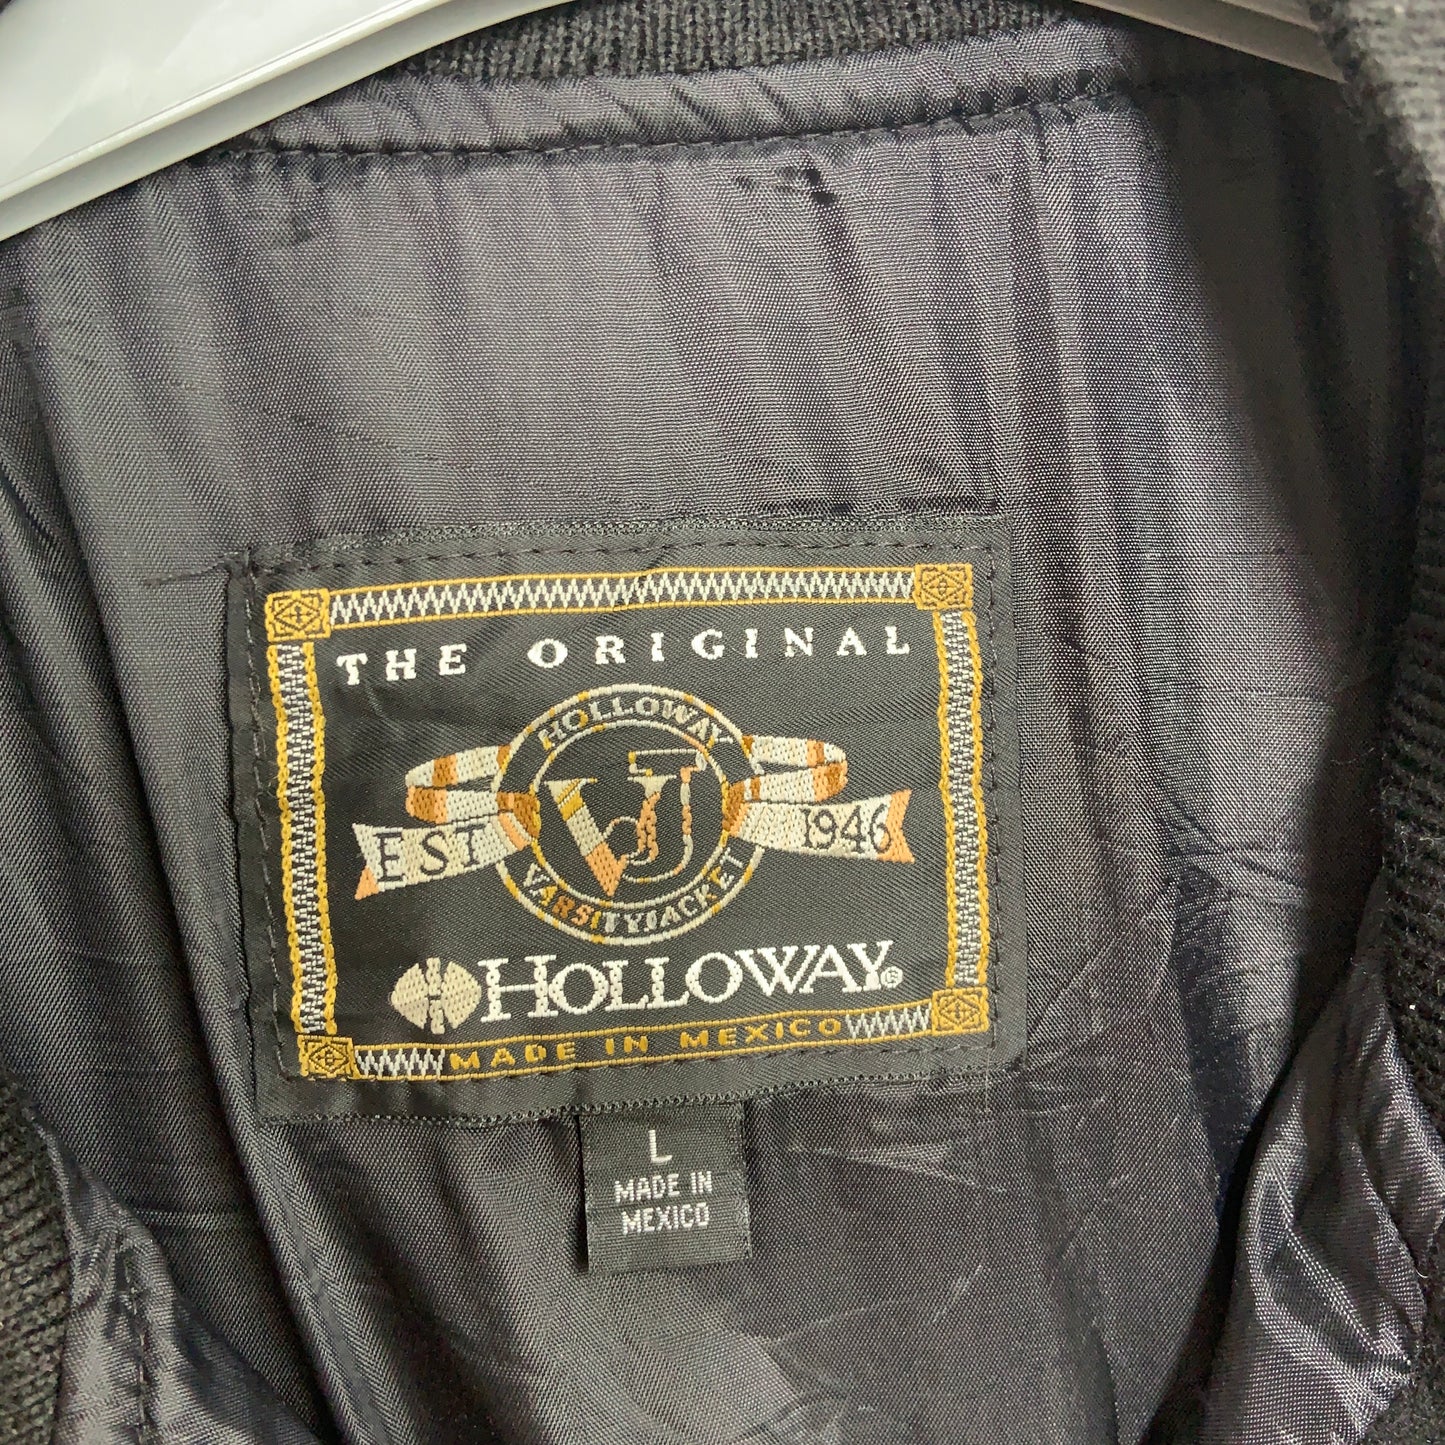 THE ORIGINAL
HOLLOWAY
VJ
EST 1946
VARSITY JACKET
HOLLOWAY®
MADE IN MEXICO
L
MADE IN
MEXICO